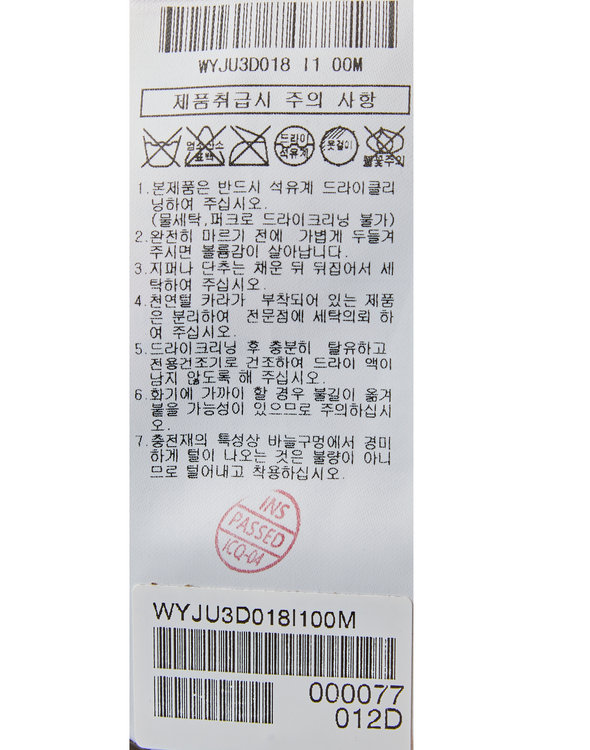 WYJU3D018 I1 00M
제품취급시 주의 사항
염소산소
표백
드라이
석유계
옷걸이
불꽃주의
1.본제품은 반드시 석유계 드라이클리
닝하여 주십시오.
(물세탁,퍼크로 드라이크리닝 불가)
2.완전히 마르기 전에 가볍게 두들겨
주시면 볼륨감이 살아납니다.
3.지퍼나 단추는 채운 뒤 뒤집어서 세
탁하여 주십시오.
4.천연털 카라가 부착되어 있는 제품
은 분리하여 전문점에 세탁의뢰 하
여 주십시오.
5.드라이크리닝 후 충분히 탈유하고
전용건조기로 건조하여 드라이 액이
남지 않도록 해 주십시오.
6.화기에 가까이 할 경우 불길이 옮겨
붙을 가능성이 있으므로 주의하십시
오.
7.충전재의 특성상 바늘구멍에서 경미
하게 털이 나오는 것은 불량이 아니
므로 털어내고 착용하십시오.
INS
PASSED
ICQ-04
WYJU3D018I100M
000077
012D